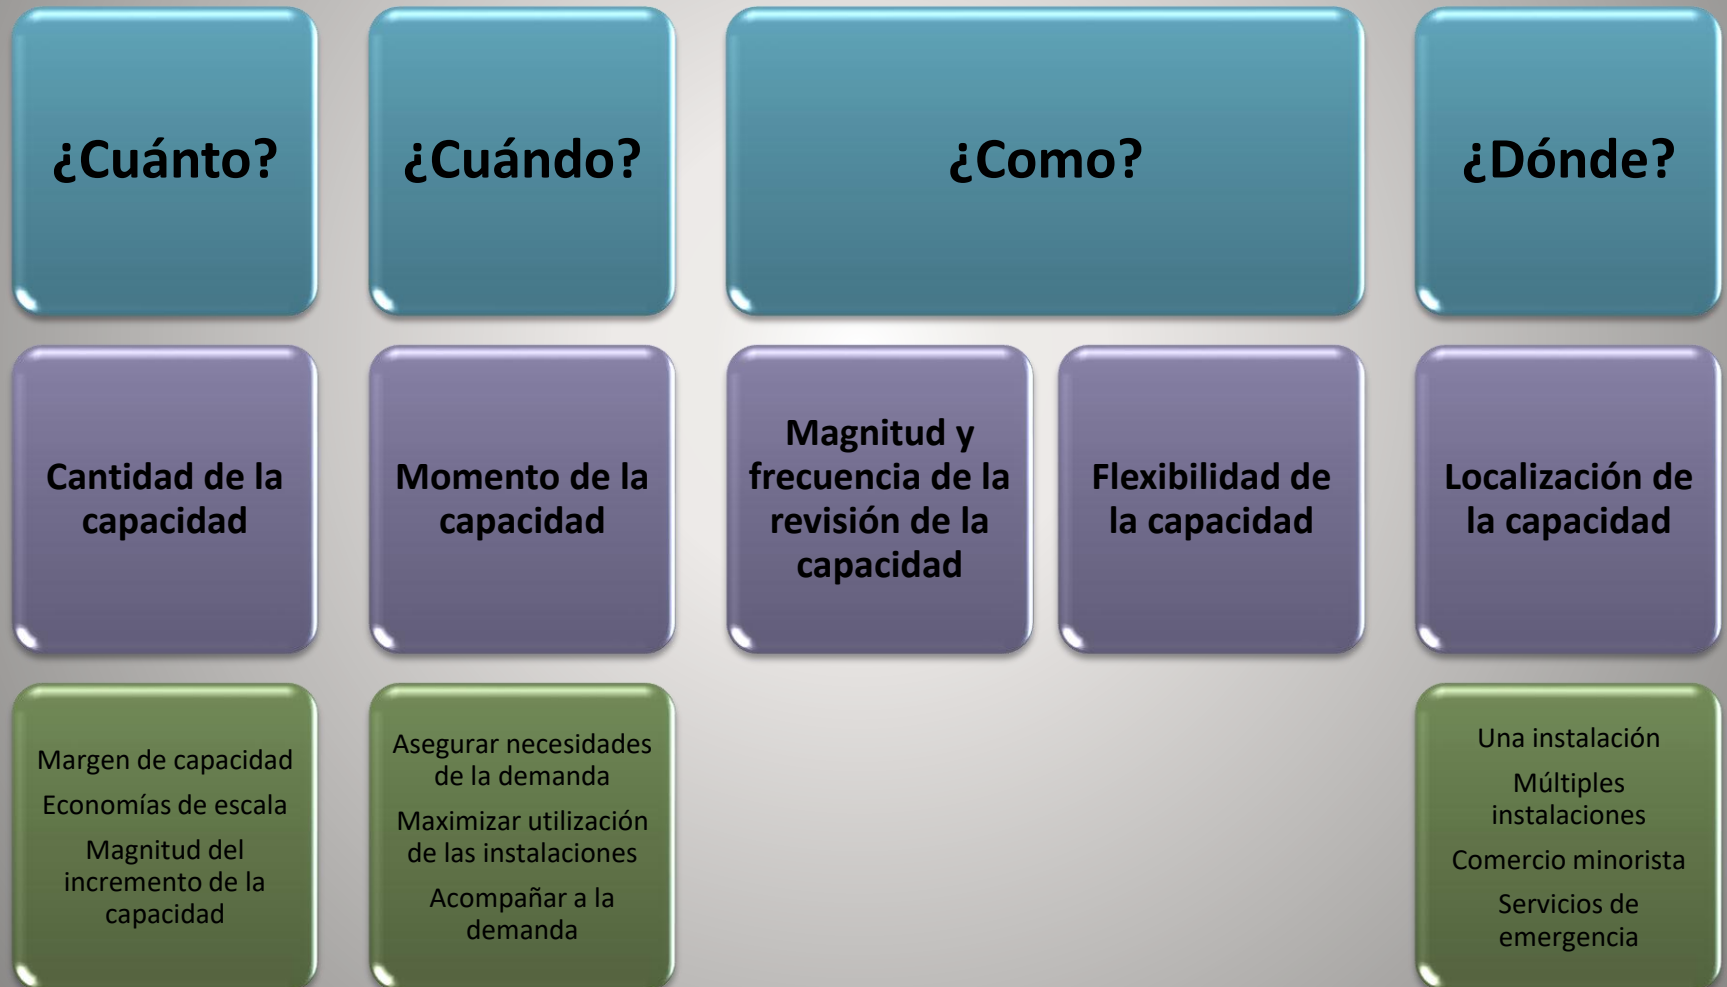 ¿Cuánto?
¿Cuándo?
¿Como?
¿Dónde?
Cantidad de la
capacidad
Momento de la
capacidad
Magnitud y
frecuencia de la
revisión de la
capacidad
Flexibilidad de
la capacidad
Localización de
la capacidad
Margen de capacidad
Economías de escala
Magnitud del
incremento de la
capacidad
Asegurar necesidades
de la demanda
Maximizar utilización
de las instalaciones
Acompañar a la
demanda
Una instalación
Múltiples
instalaciones
Comercio minorista
Servicios de
emergencia